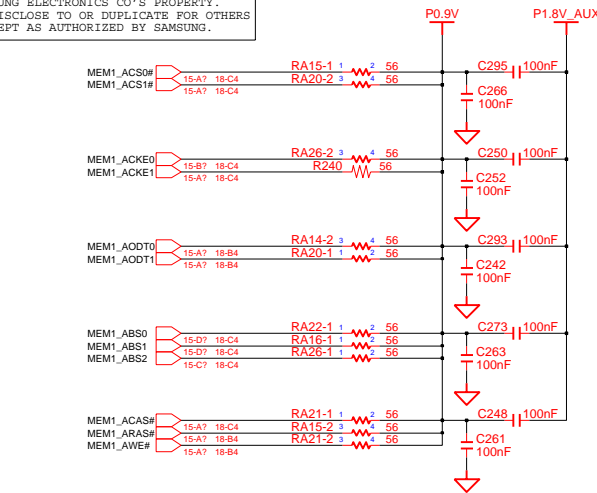 UNG ELECTRONICS CO'S PROPERTY.
DISCLOSE TO OR DUPLICATE FOR OTHERS
EPT AS AUTHORIZED BY SAMSUNG.
P0.9V P1.8V_AUX
MEM1_ACS0# 15-A? 18-C4 RA15-1 1 2 56 C295 100nF
MEM1_ACS1# 15-A? 18-C4 RA20-2 3 4 56
C266
100nF
MEM1_ACKE0 15-B? 18-C4 RA26-2 3 4 56 C250 100nF
MEM1_ACKE1 15-A? 18-C4 R240 56
C252
100nF
MEM1_AODT0 15-A? 18-B4 RA14-2 3 4 56 C293 100nF
MEM1_AODT1 15-A? 18-B4 RA20-1 1 2 56
C242
100nF
MEM1_ABS0 15-D? 18-C4 RA22-1 1 2 56 C273 100nF
MEM1_ABS1 15-D? 18-C4 RA16-1 1 2 56
MEM1_ABS2 15-C? 18-C4 RA26-1 1 2 56
C263
100nF
MEM1_ACAS# 15-A? 18-C4 RA21-1 1 2 56 C248 100nF
MEM1_ARAS# 15-A? 18-B4 RA15-2 3 4 56
MEM1_AWE# 15-A? 18-B4 RA21-2 3 4 56
C261
100nF